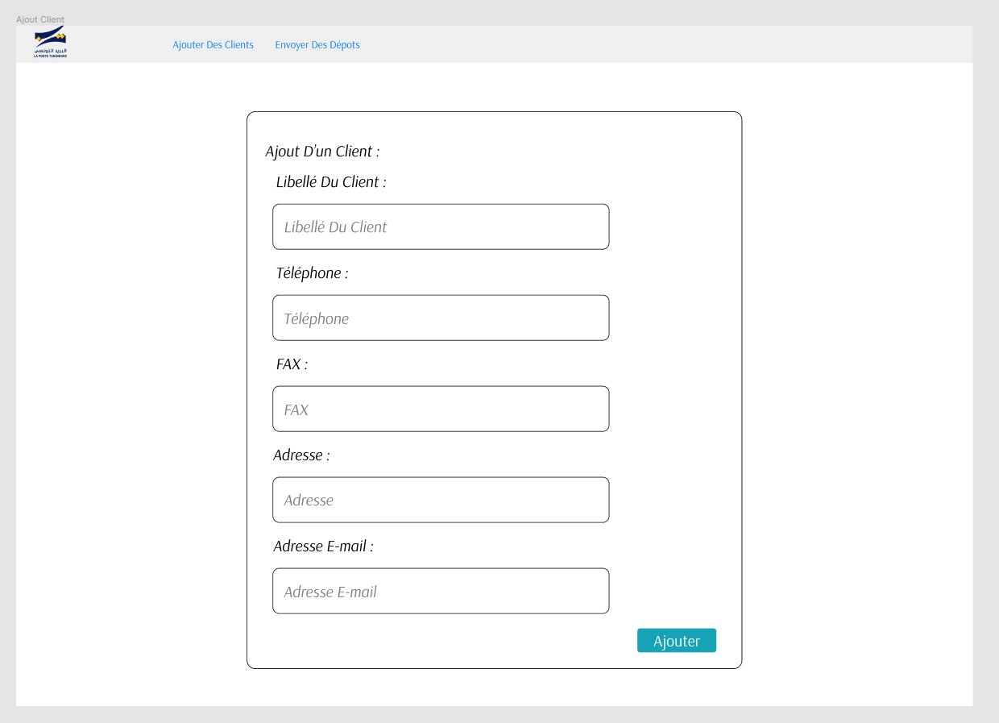 Ajout Client
البريد التونسي
LA POSTE TUNISIENNE
Ajouter Des Clients Envoyer Des Dépots
Ajout D’un Client :
Libellé Du Client :
Libellé Du Client
Téléphone :
Téléphone
FAX :
FAX
Adresse :
Adresse
Adresse E-mail :
Adresse E-mail
Ajouter